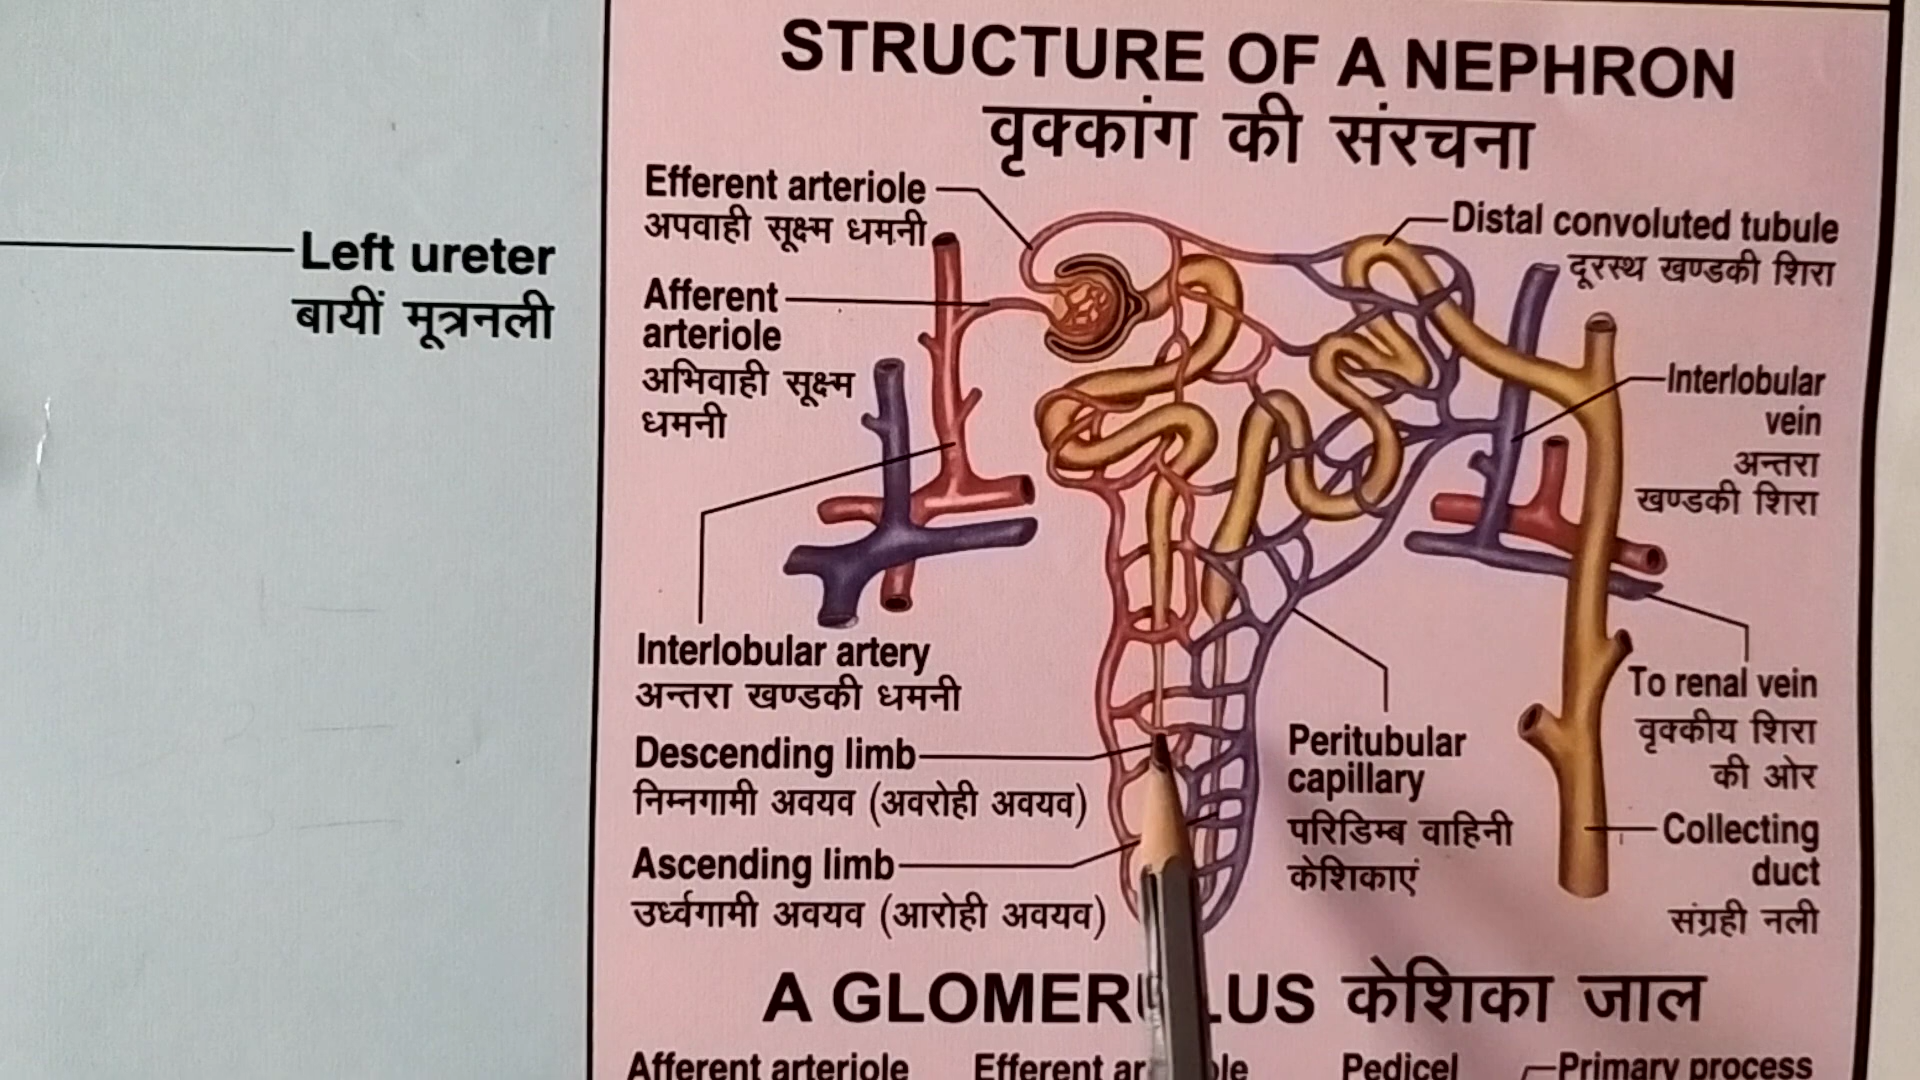 STRUCTURE OF A NEPHRON
वृक्कांग की संरचना
Left ureter
बायीं मूत्रनली
Efferent arteriole
अपवाही सूक्ष्म धमनी
Afferent
arteriole
अभिवाही सूक्ष्म
धमनी
Interlobular artery
अन्तरा खण्डकी धमनी
Descending limb
निम्नगामी अवयव (अवरोही अवयव)
Ascending limb
उर्ध्वगामी अवयव (आरोही अवयव)
Distal convoluted tubule
दूरस्थ खण्डकी शिरा
Interlobular
vein
अन्तरा
खण्डकी शिरा
To renal vein
वृक्कीय शिरा
की ओर
Peritubular
capillary
परिडिम्ब वाहिनी
केशिकाएं
Collecting
duct
संग्रही नली
A GLOMERULUS केशिका जाल
Afferent arteriole
Efferent arteriole
Pedicel
Primary process